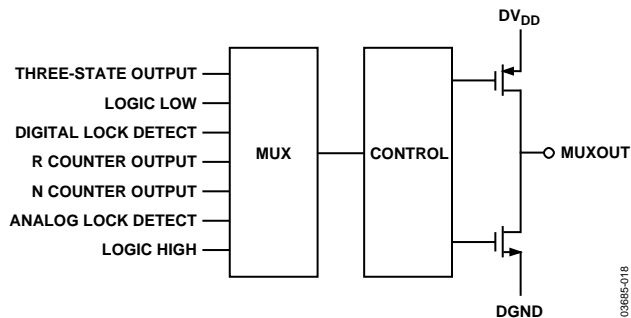 DVDD
THREE-STATE OUTPUT
LOGIC LOW
DIGITAL LOCK DETECT
R COUNTER OUTPUT
N COUNTER OUTPUT
ANALOG LOCK DETECT
LOGIC HIGH
MUX
CONTROL
MUXOUT
DGND
03685-018